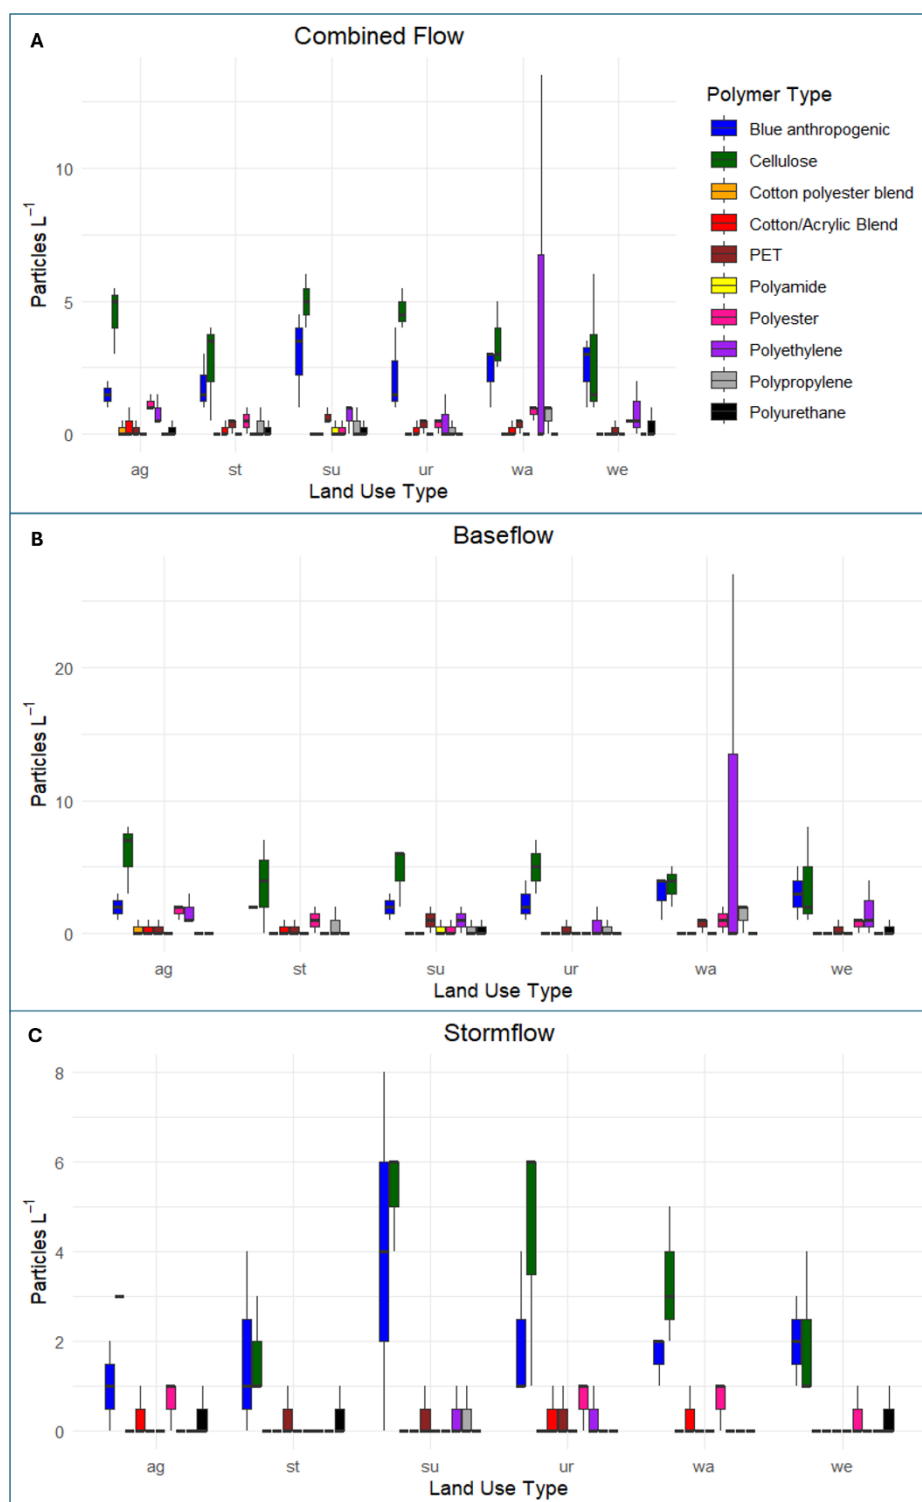 A
Combined Flow
Particles L⁻¹
10
5
0
ag st su ur wa we
Land Use Type
Polymer Type
Blue anthropogenic
Cellulose
Cotton polyester blend
Cotton/Acrylic Blend
PET
Polyamide
Polyester
Polyethylene
Polypropylene
Polyurethane
B
Baseflow
Particles L⁻¹
20
10
0
ag st su ur wa we
Land Use Type
C
Stormflow
Particles L⁻¹
8
6
4
2
0
ag st su ur wa we
Land Use Type